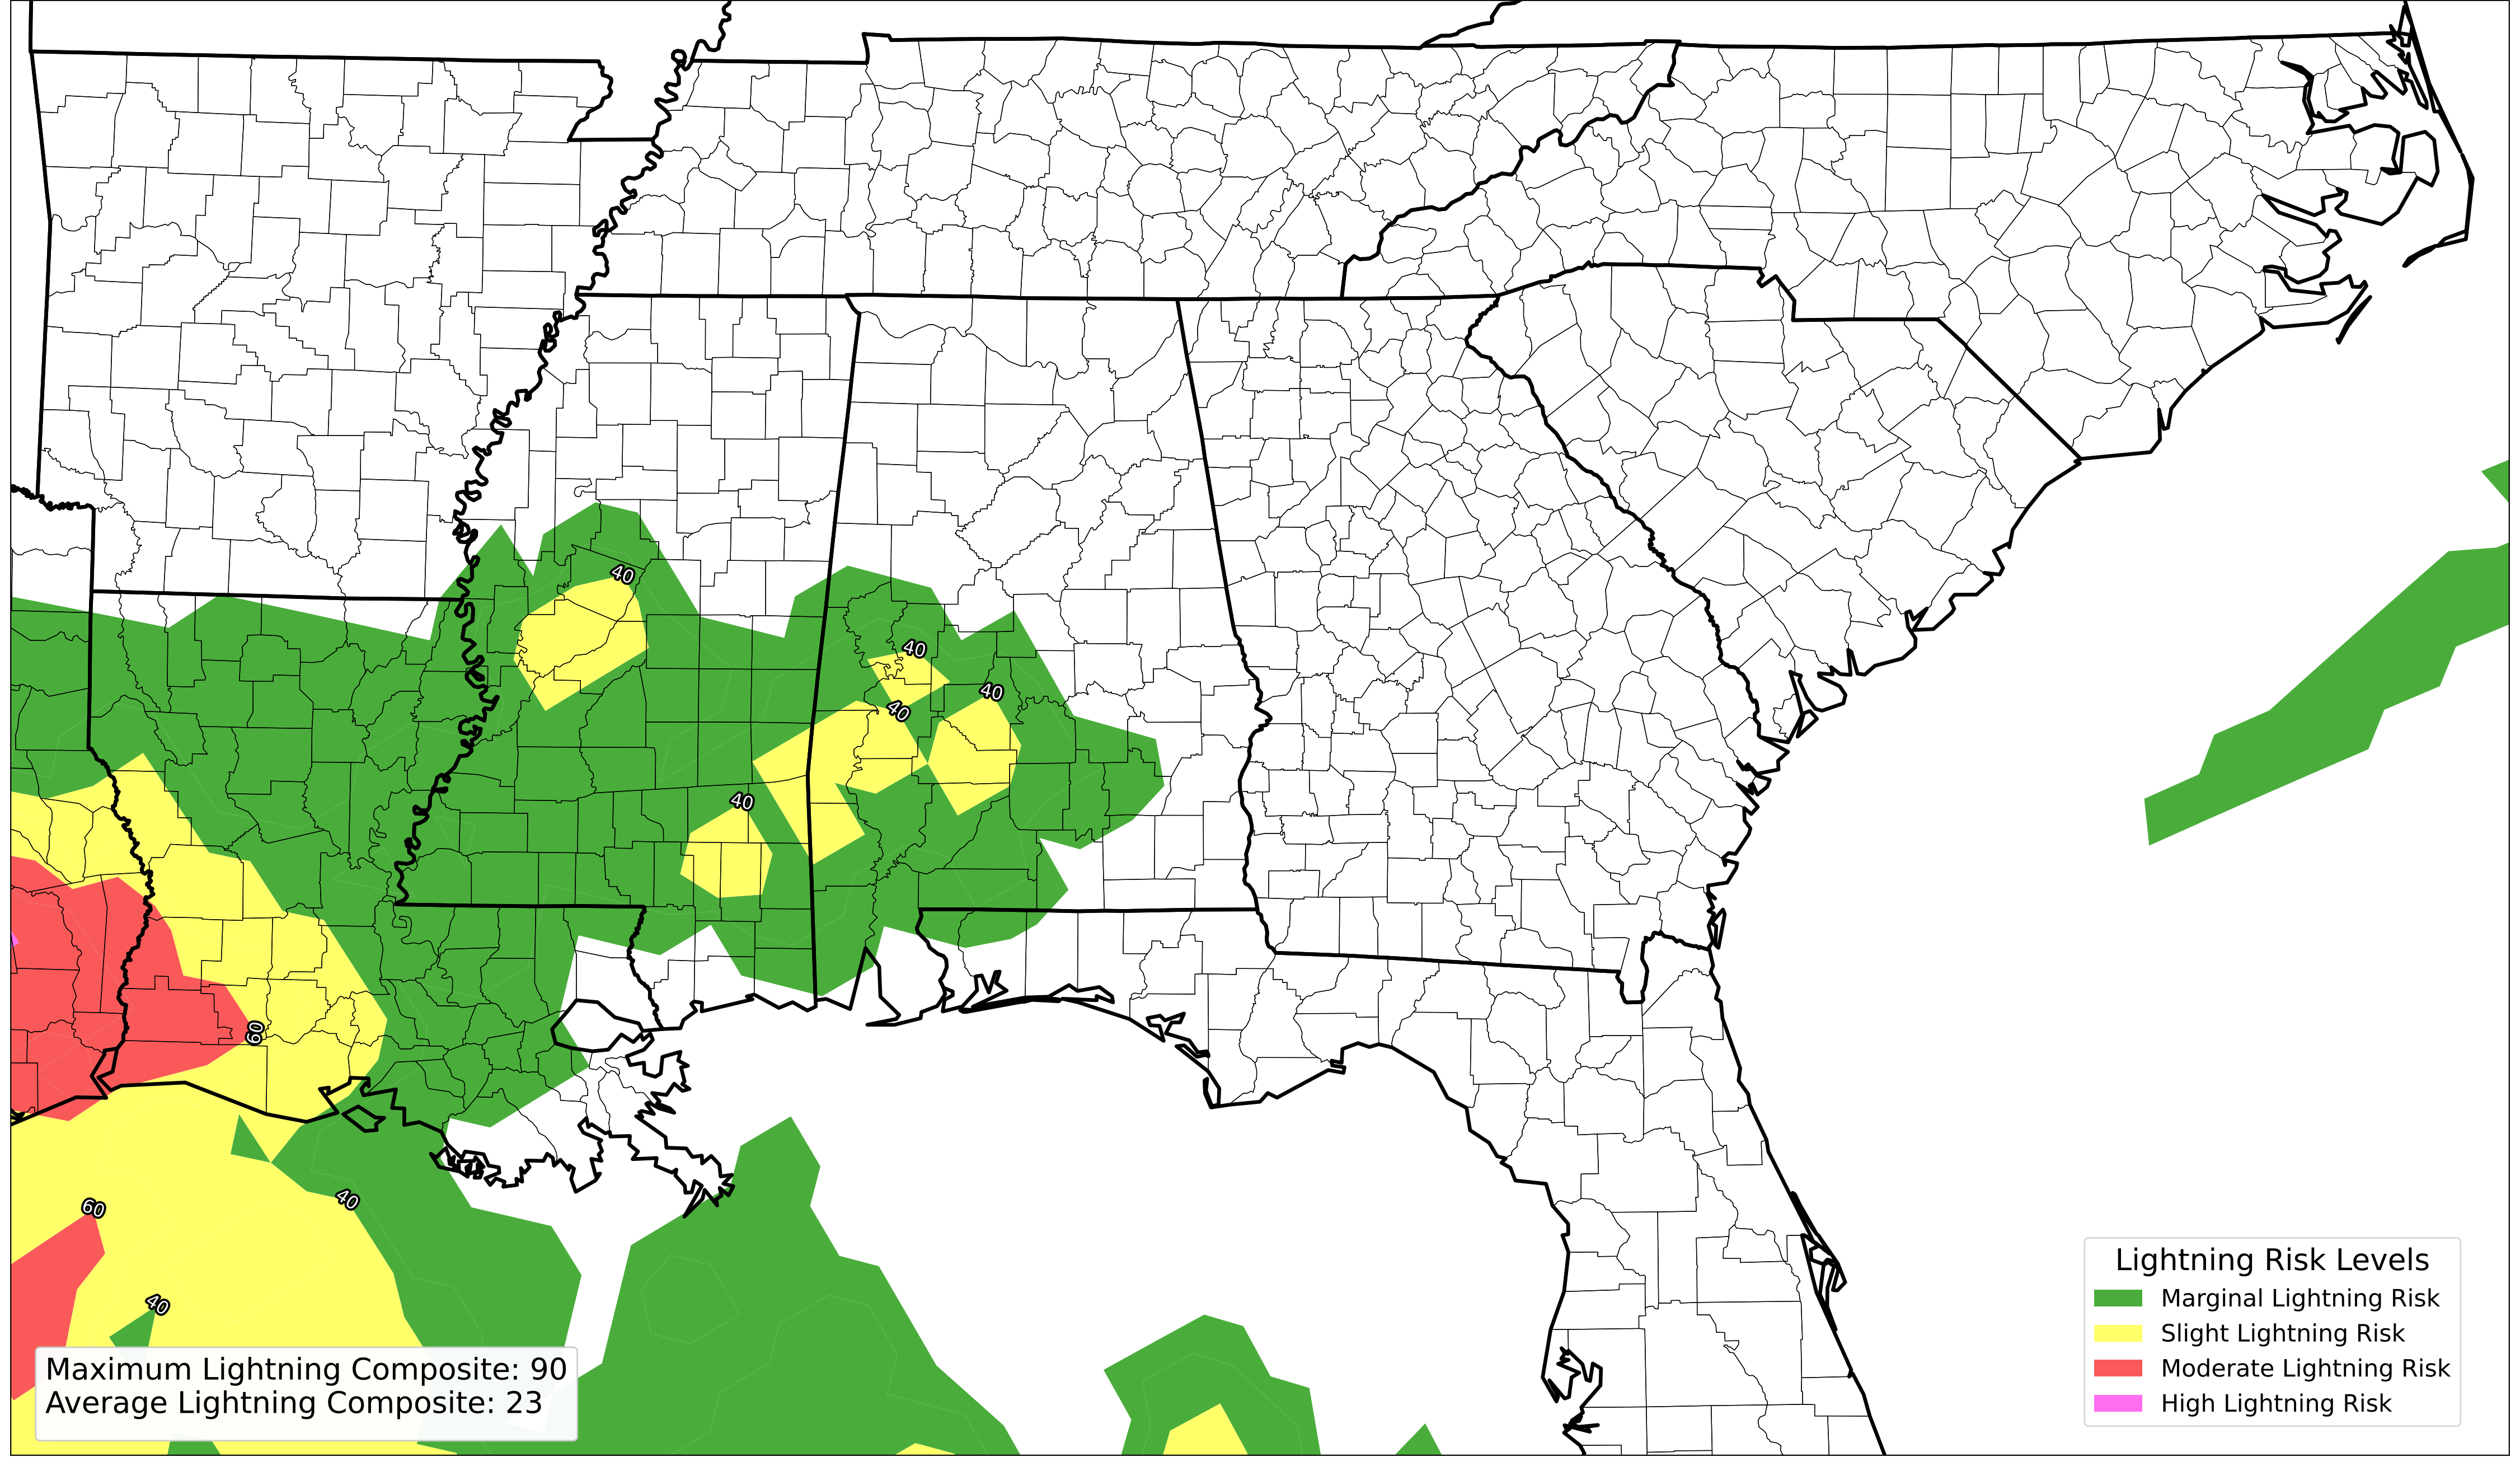 40
40
40
40
40
60
60
40
40
Maximum Lightning Composite: 90
Average Lightning Composite: 23
Lightning Risk Levels
Marginal Lightning Risk
Slight Lightning Risk
Moderate Lightning Risk
High Lightning Risk